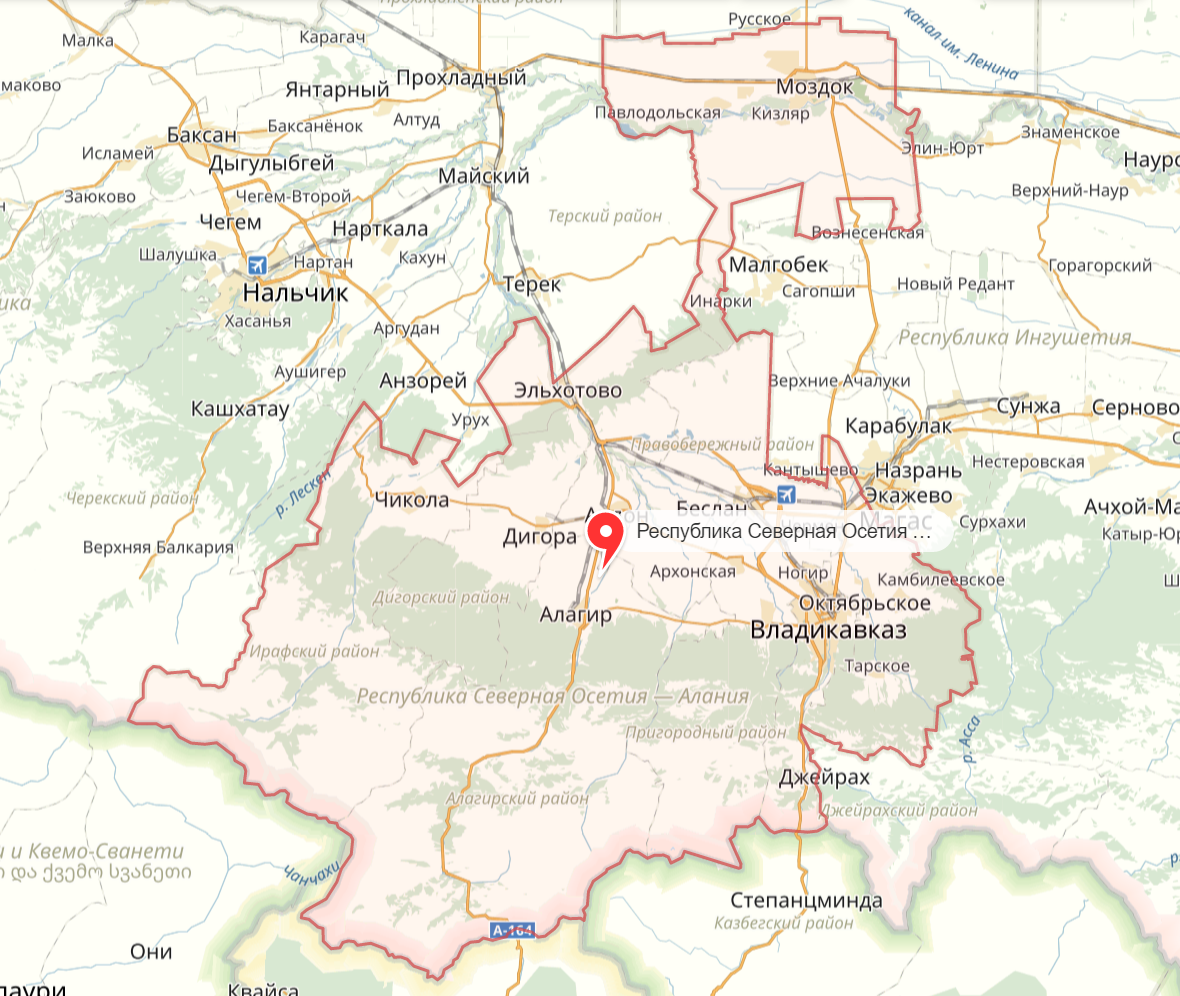 Прохладненский район
Русское
канал им. Ленина
Малка
Карагач
Прохладный
маково
Янтарный
Моздок
Павлодольская
Кизляр
Алтуд
Баксанёнок
Баксан
Знаменское
Элин-Юрт
Исламей
Дыгулыбгей
Наурс
Майский
Заюково
Чегем-Второй
Верхний-Наур
Чегем
Терский район
Нарткала
Вознесенская
Шалушка
Нартан
Кахун
Малгобек
Горагорский
Нальчик
Терек
Сагопши
Новый Редант
Инарки
ика
Хасанья
Аргудан
Республика Ингушетия
Аушигер
Анзорей
Эльхотово
Верхние Ачалуки
Кашхатау
Урух
Сунжа
Серново
Карабулак
Правобережный район
Кантышево
Назрань
Нестеровская
р. Лескен
Черекский район
Чикола
Экажево
Беслан
Ачхой-Ма
Магас
Сурхахи
Дигора
Республика Северная Осетия ...
Катыр-Юр
Верхняя Балкария
Архонская
Ногир
Камбилеевское
Ш
Дигорский район
Алагир
Октябрьское
Владикавказ
Ирафский район
Тарское
Республика Северная Осетия — Алания
Пригородный район
р. Асса
Джейрах
Алагирский район
Джейрахский район
и и Квемо-Сванети
ი და ქვემო სვანეთი
Чанчахи
р
Степанцминда
Казбегский район
А-164
Они
Квайса
лаури